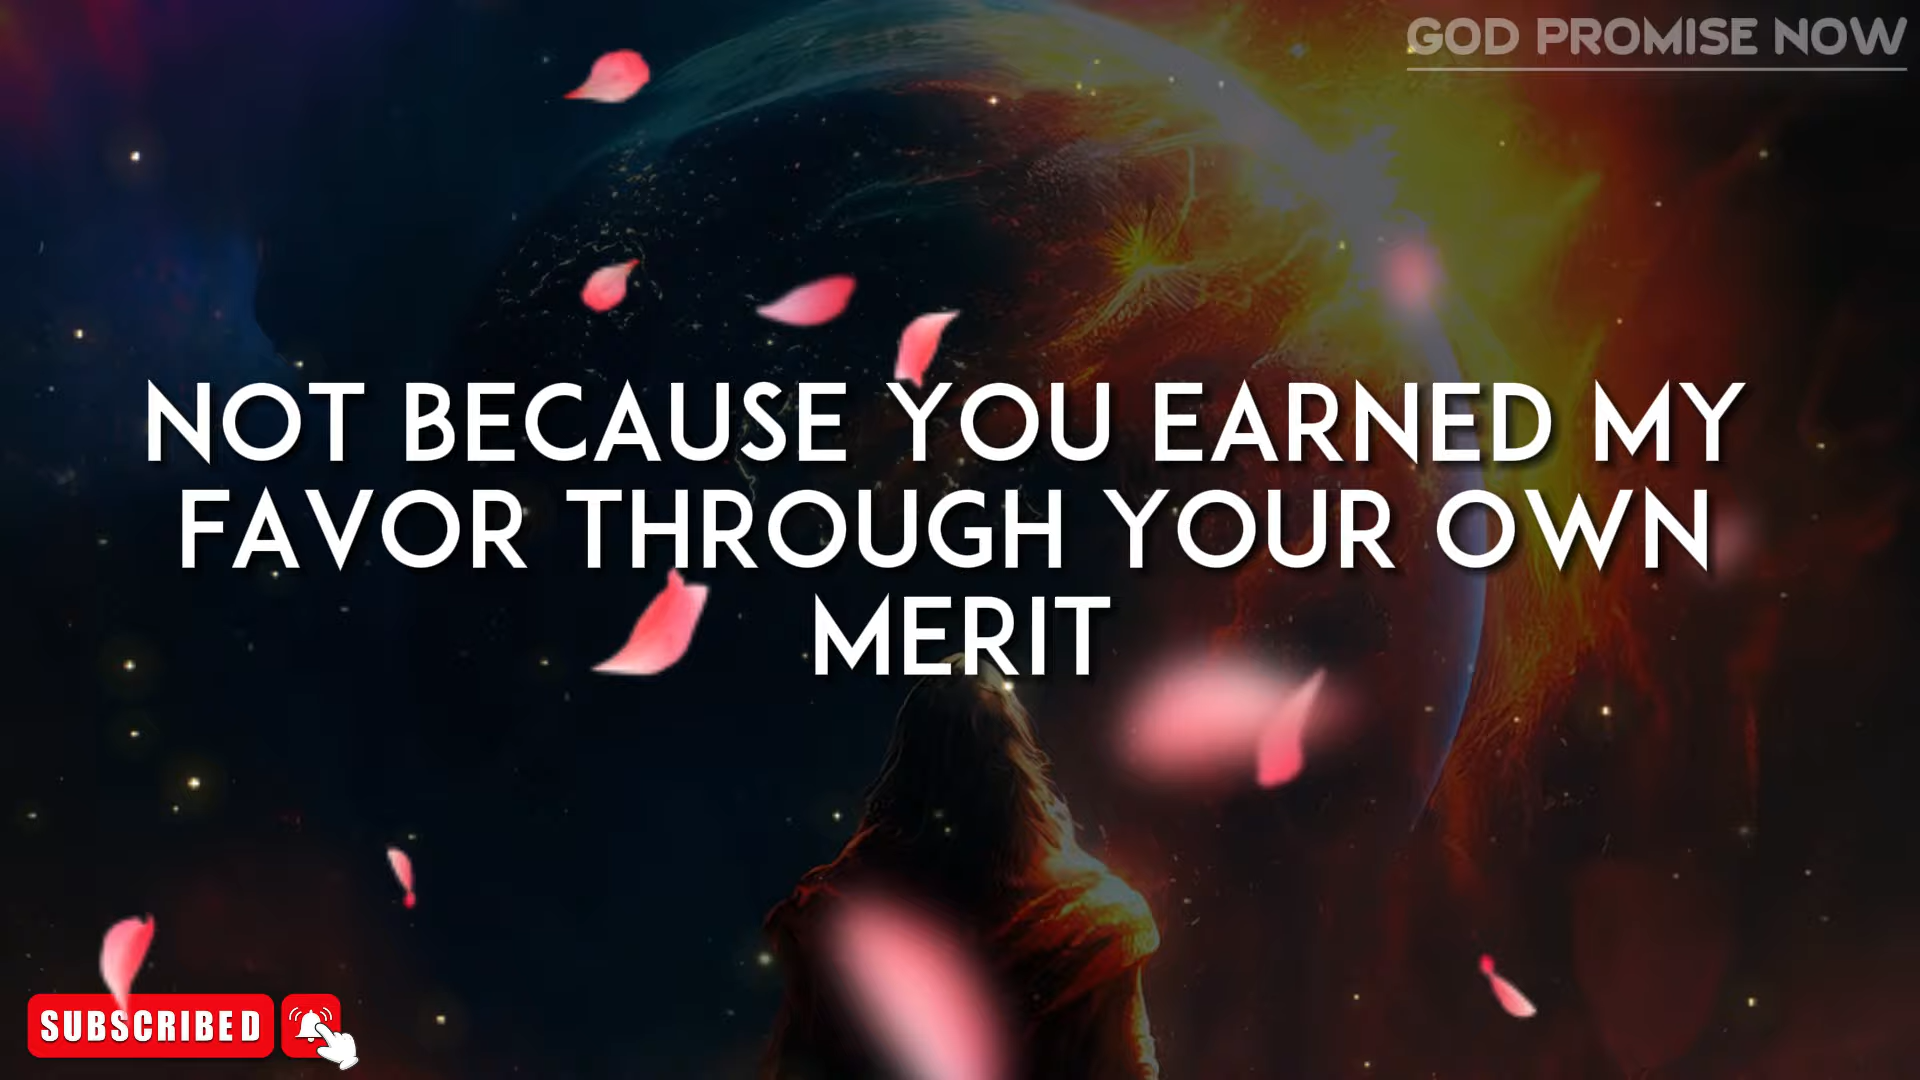 GOD PROMISE NOW
NOT BECAUSE YOU EARNED MY
FAVOR THROUGH YOUR OWN
MERIT
SUBSCRIBED